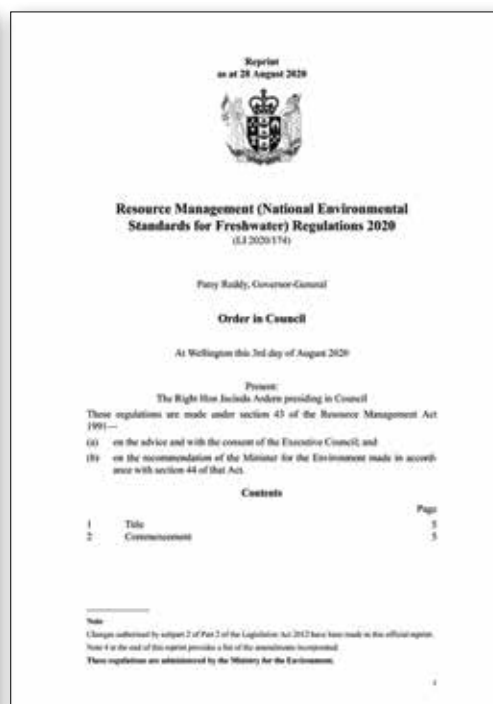 Reprint
as at 28 August 2020
Resource Management (National Environmental
Standards for Freshwater) Regulations 2020
(LI 2020/174)
Patsy Reddy, Governor-General
Order in Council
At Wellington this 3rd day of August 2020
Present:
The Right Hon Jacinda Ardern presiding in Council
These regulations are made under section 43 of the Resource Management Act
1991—
(a) on the advice and with the consent of the Executive Council; and
(b) on the recommendation of the Minister for the Environment made in accord-
ance with section 44 of that Act.
Contents
Page
1 Title 5
2 Commencement 5
Note
Changes authorised by subpart 2 of Part 2 of the Legislation Act 2012 have been made in this official reprint.
Note 4 at the end of this reprint provides a list of the amendments incorporated.
These regulations are administered by the Ministry for the Environment.